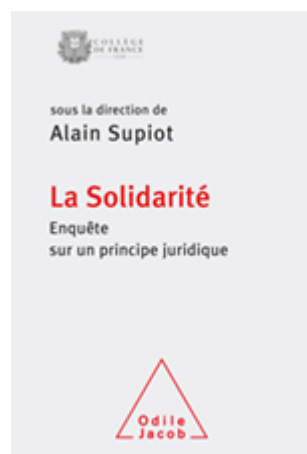 COLLÈGE
DE FRANCE
sous la direction de
Alain Supiot
La Solidarité
Enquête
sur un principe juridique
Odile
Jacob